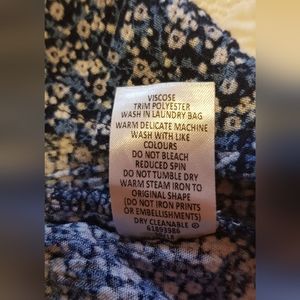 VISCOSE
TRIM POLYESTER
WASH IN LAUNDRY BAG
WARM DELICATE MACHINE
WASH WITH LIKE
COLOURS
DO NOT BLEACH
REDUCED SPIN
DO NOT TUMBLE DRY
WARM STEAM IRON TO
ORIGINAL SHAPE
(DO NOT IRON PRINTS
OR EMBELLISHMENTS)
DRY CLEANABLE
61893986